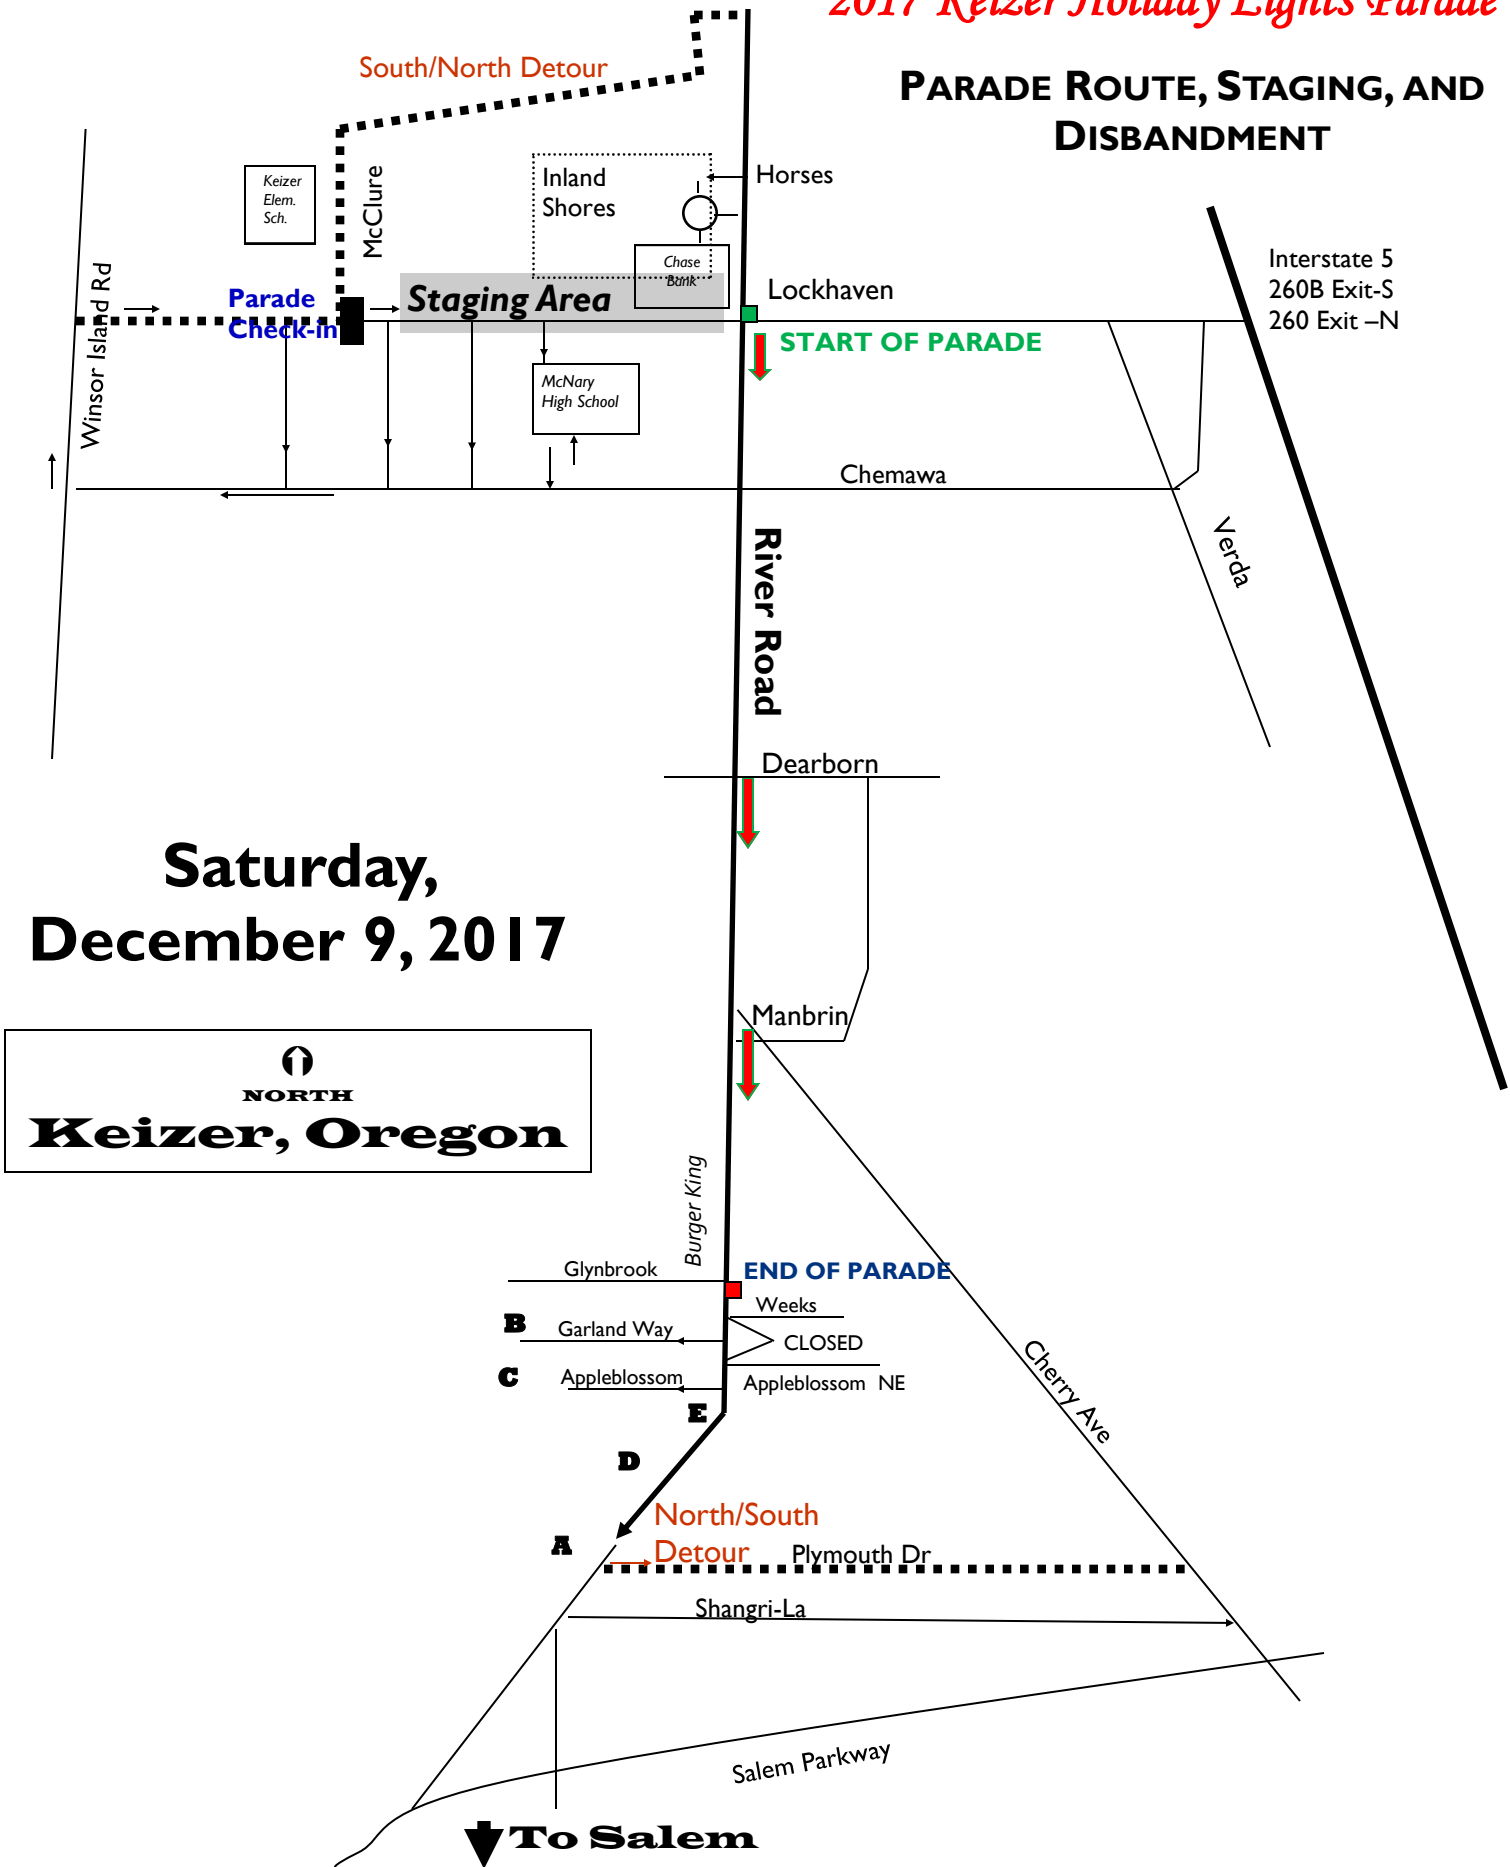 2017 Keizer Holiday Lights Parade
South/North Detour
PARADE ROUTE, STAGING, AND
DISBANDMENT
Keizer
Elem.
Sch.
McClure
Inland
Shores
Horses
Chase
Bank
Interstate 5
260B Exit-S
260 Exit –N
Winsor Island Rd
Parade
Check-in
Staging Area
Lockhaven
START OF PARADE
McNary
High School
Chemawa
Verda
River Road
Dearborn
Saturday,
December 9, 2017
Manbrin
NORTH
Keizer, Oregon
Burger King
Glynbrook
END OF PARADE
Weeks
B
Garland Way
CLOSED
C
Appleblossom
Appleblossom NE
E
Cherry Ave
D
North/South
Detour
A
Plymouth Dr
Shangri-La
Salem Parkway
To Salem